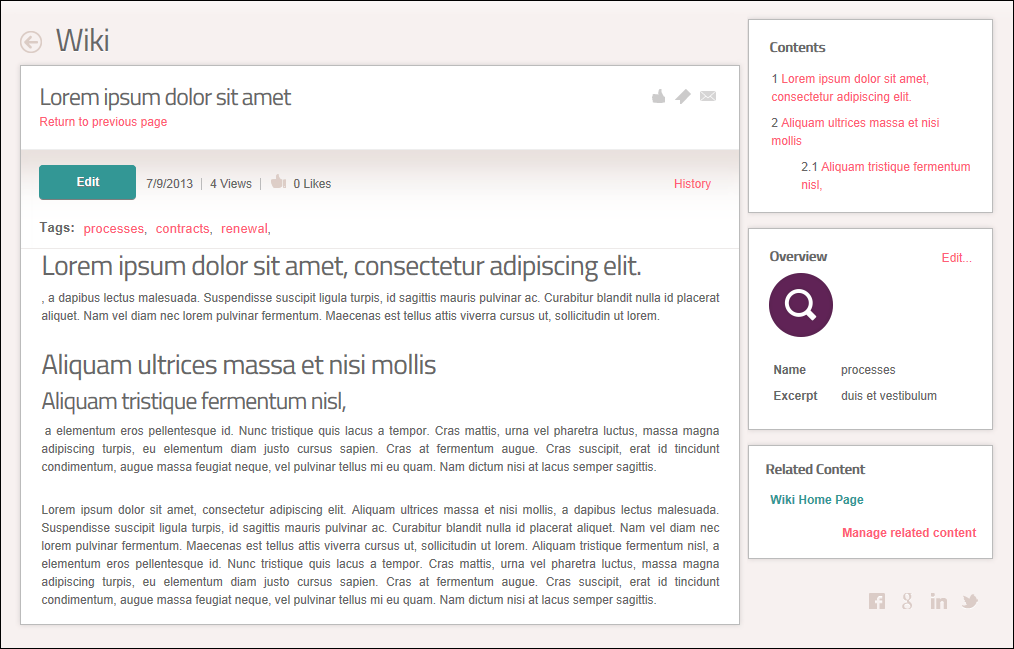 Wiki
Lorem ipsum dolor sit amet
Return to previous page
Edit 7/9/2013 | 4 Views | 0 Likes History
Tags: processes, contracts, renewal,
Lorem ipsum dolor sit amet, consectetur adipiscing elit.
, a dapibus lectus malesuada. Suspendisse suscipit ligula turpis, id sagittis mauris pulvinar ac. Curabitur blandit nulla id placerat
aliquet. Nam vel diam nec lorem pulvinar fermentum. Maecenas est tellus attis viverra cursus ut, sollicitudin ut lorem.
Aliquam ultrices massa et nisi mollis
Aliquam tristique fermentum nisl,
a elementum eros pellentesque id. Nunc tristique quis lacus a tempor. Cras mattis, urna vel pharetra luctus, massa magna
adipiscing turpis, eu elementum diam justo cursus sapien. Cras at fermentum augue. Cras suscipit, erat id tincidunt
condimentum, augue massa feugiat neque, vel pulvinar tellus mi eu quam. Nam dictum nisi at lacus semper sagittis.
Lorem ipsum dolor sit amet, consectetur adipiscing elit. Aliquam ultrices massa et nisi mollis, a dapibus lectus malesuada.
Suspendisse suscipit ligula turpis, id sagittis mauris pulvinar ac. Curabitur blandit nulla id placerat aliquet. Nam vel diam nec
lorem pulvinar fermentum. Maecenas est tellus attis viverra cursus ut, sollicitudin ut lorem. Aliquam tristique fermentum nisl, a
elementum eros pellentesque id. Nunc tristique quis lacus a tempor. Cras mattis, urna vel pharetra luctus, massa magna
adipiscing turpis, eu elementum diam justo cursus sapien. Cras at fermentum augue. Cras suscipit, erat id tincidunt
condimentum, augue massa feugiat neque, vel pulvinar tellus mi eu quam. Nam dictum nisi at lacus semper sagittis.
Contents
1 Lorem ipsum dolor sit amet,
consectetur adipiscing elit.
2 Aliquam ultrices massa et nisi
mollis
2.1 Aliquam tristique fermentum
nisl,
Overview Edit...
Name processes
Excerpt duis et vestibulum
Related Content
Wiki Home Page
Manage related content